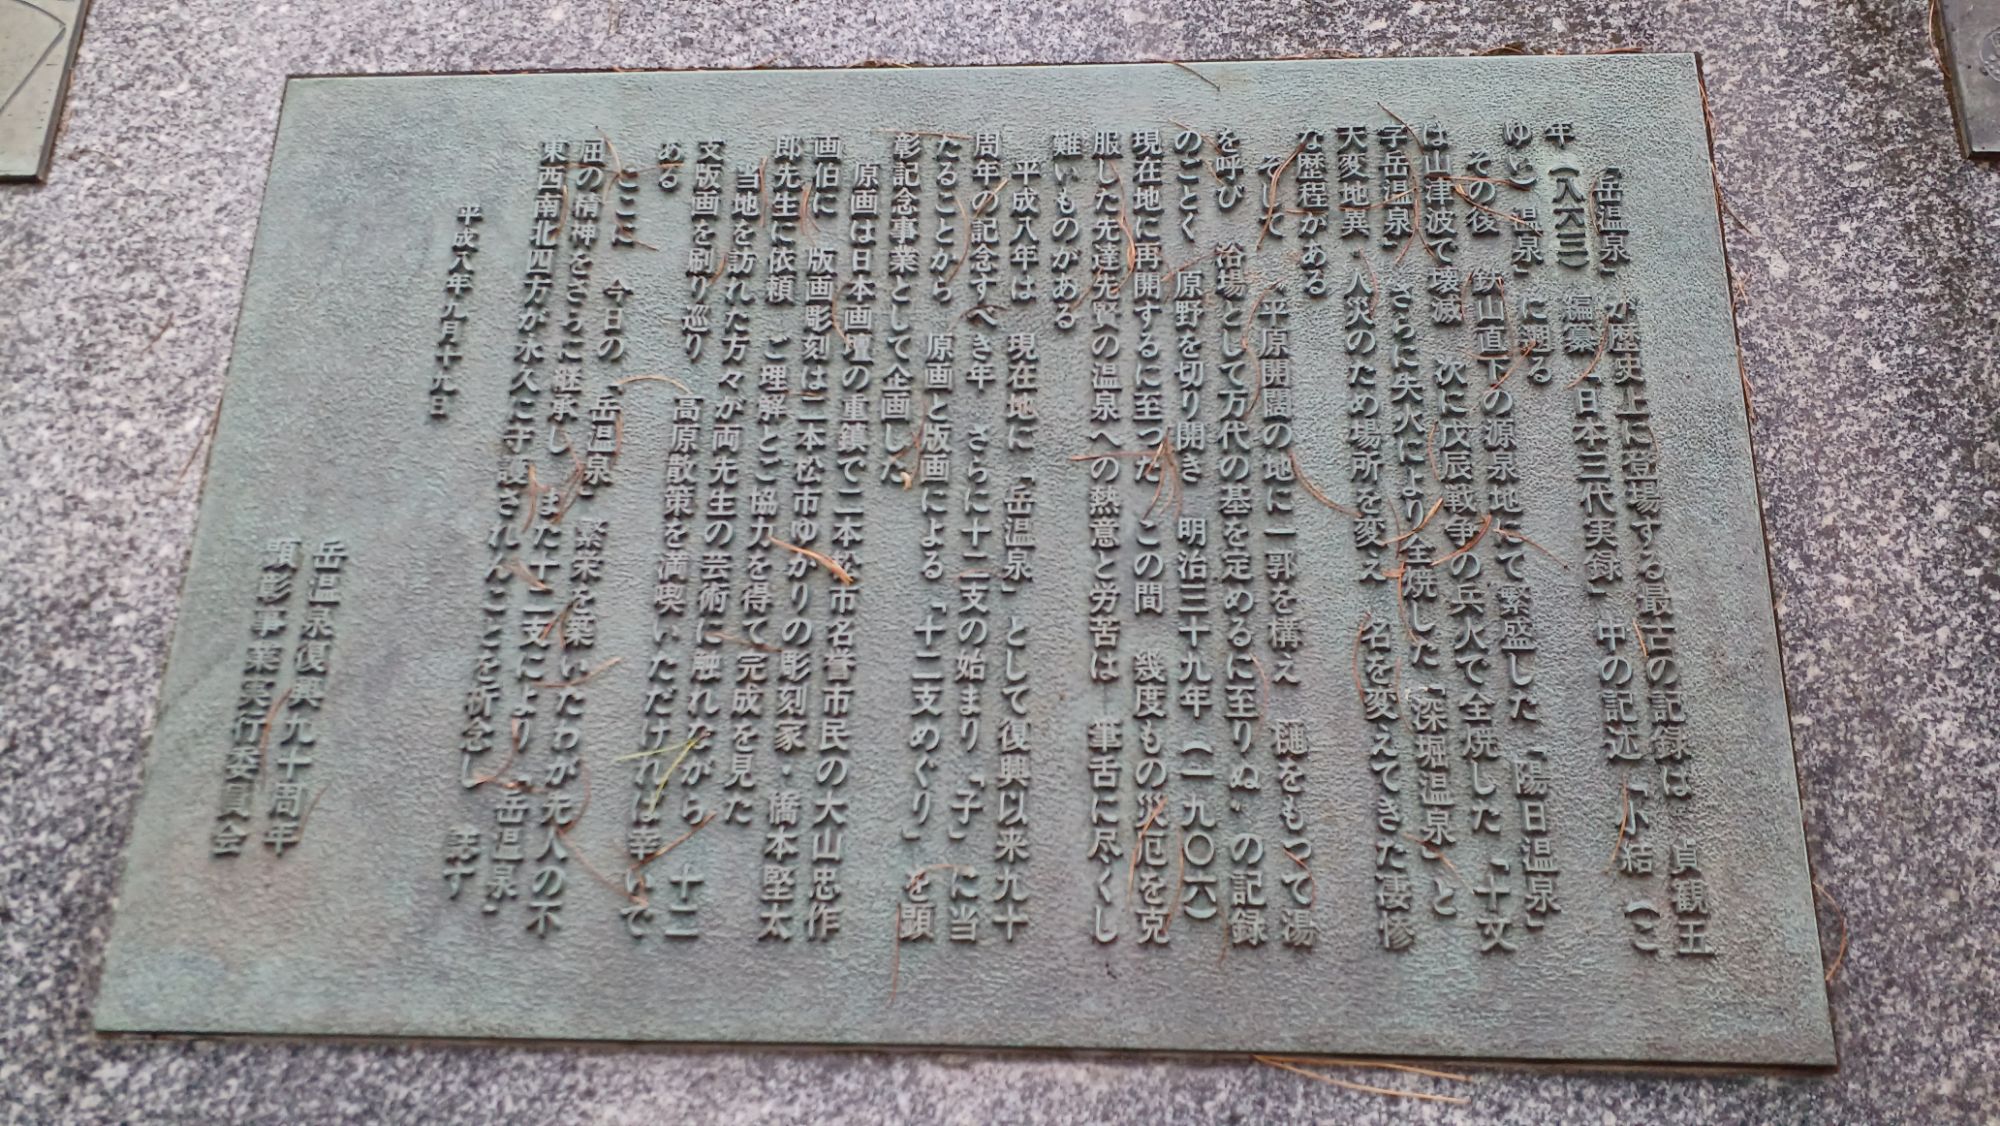 「岳温泉」が歴史上に登場する最古の記録は 貞観五
年(八六三)編纂「日本三代実録」中の記述「小結(こ
ゆい)温泉」に遡る
その後 鉄山直下の源泉地にて繁盛した「陽日温泉」
は山津波で壊滅 次に戊辰戦争の兵火で全焼した「十文
字岳温泉」 さらに失火により全焼した「深堀温泉」と
天変地異・人災のため場所を変え 名を変えてきた凄惨
な歴程がある
そして〝平原開闊の地に一郭を構え 樋をもって湯
を呼び 浴場として万代の基を定めるに至りぬ〟の記録
のごとく 原野を切り開き 明治三十九年(一九〇六)
現在地に再開するに至った この間 幾度もの災厄を克
服した先達先賢の温泉への熱意と労苦は 筆舌に尽くし
難いものがある
平成八年は 現在地に「岳温泉」として復興以来九十
周年の記念すべき年 さらに十二支の始まり「子」に当
たることから 原画と版画による「十二支めぐり」を顕
彰記念事業として企画した
原画は日本画壇の重鎮で二本松市名誉市民の大山忠作
画伯に 版画彫刻は二本松市ゆかりの彫刻家・橋本堅太
郎先生に依頼 ご理解とご協力を得て完成を見た
当地を訪れた方々が両先生の芸術に触れながら 十二
支版画を刷り巡り 高原散策を満喫いただければ幸いで
ある
ここに 今日の「岳温泉」繁栄を築いたわが先人の不
屈の精神をさらに継承し また十二支により「岳温泉」
東西南北四方が永久に守護されんことを祈念し 誌す
平成八年九月十九日
岳温泉復興九十周年
顕彰事業実行委員会